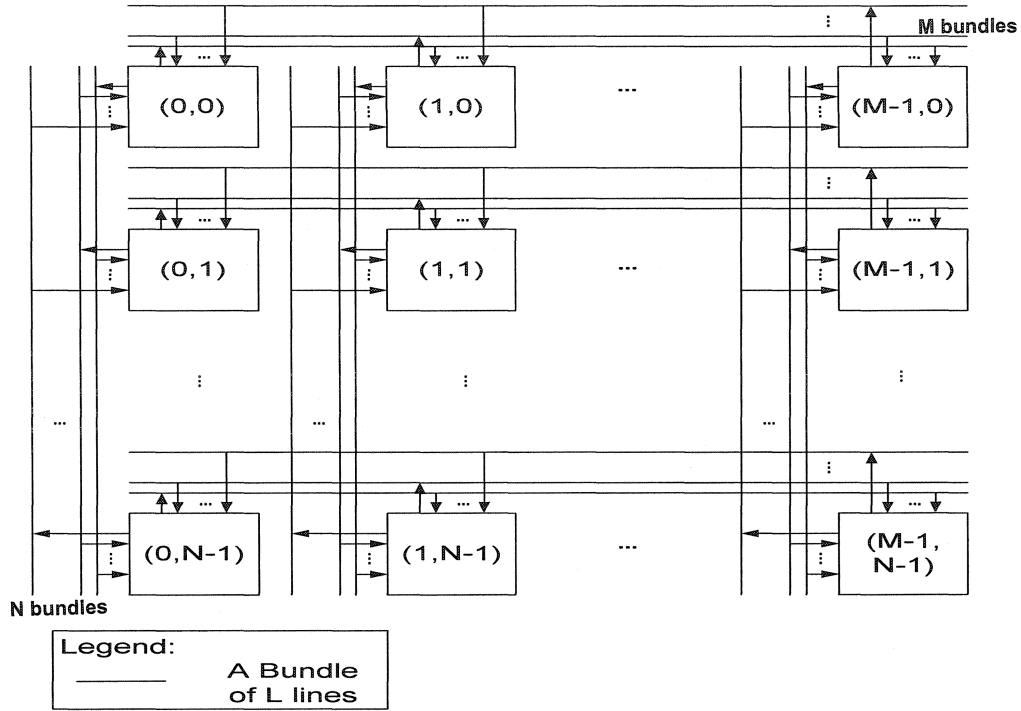 M bundles
(0,0) (1,0) ... (M-1,0)
(0,1) (1,1) ... (M-1,1)
(0,N-1) (1,N-1) ... (M-1,
N-1)
N bundles
Legend:
A Bundle
of L lines